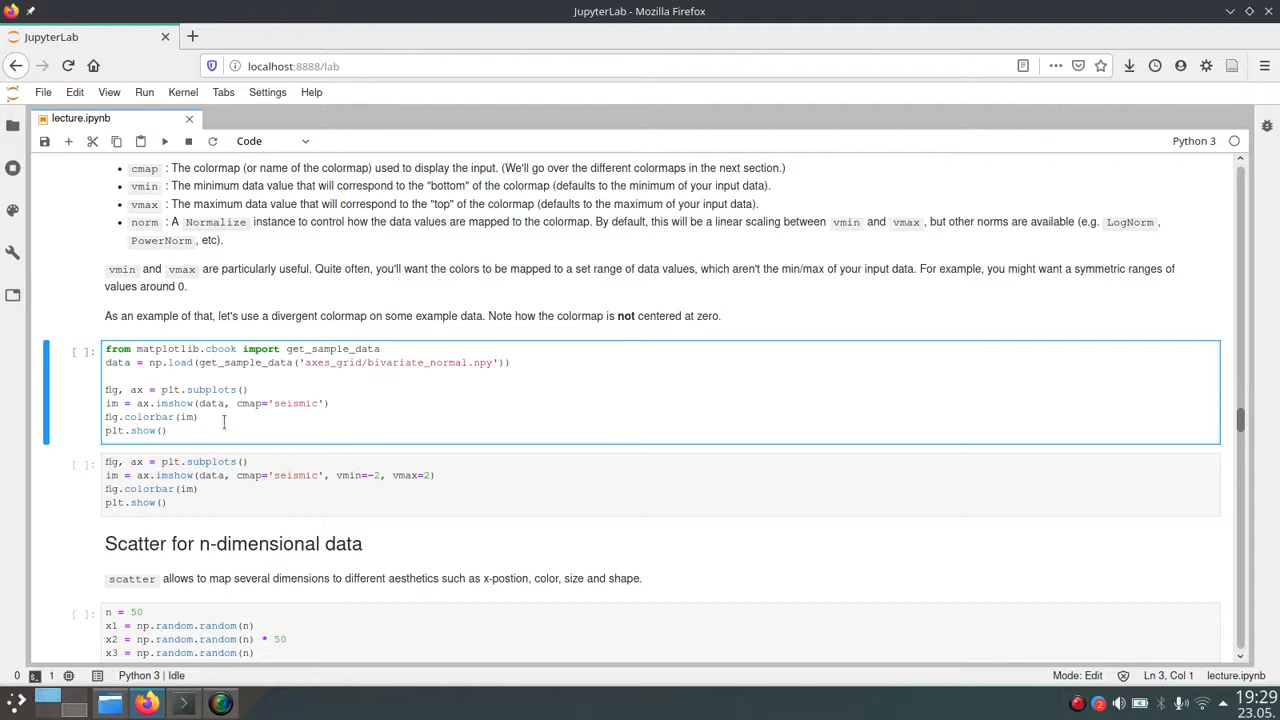 JupyterLab - Mozilla Firefox
JupyterLab
localhost:8888/lab
File Edit View Run Kernel Tabs Settings Help
lecture.ipynb
Code
Python 3
• cmap : The colormap (or name of the colormap) used to display the input. (We'll go over the different colormaps in the next section.)
• vmin : The minimum data value that will correspond to the "bottom" of the colormap (defaults to the minimum of your input data).
• vmax : The maximum data value that will correspond to the "top" of the colormap (defaults to the maximum of your input data).
• norm : A Normalize instance to control how the data values are mapped to the colormap. By default, this will be a linear scaling between vmin and vmax , but other norms are available (e.g. LogNorm ,
PowerNorm , etc).
vmin and vmax are particularly useful. Quite often, you'll want the colors to be mapped to a set range of data values, which aren't the min/max of your input data. For example, you might want a symmetric ranges of
values around 0.
As an example of that, let's use a divergent colormap on some example data. Note how the colormap is not centered at zero.
[ ]: from matplotlib.cbook import get_sample_data
data = np.load(get_sample_data('axes_grid/bivariate_normal.npy'))
fig, ax = plt.subplots()
im = ax.imshow(data, cmap='seismic')
fig.colorbar(im)
plt.show()
[ ]: fig, ax = plt.subplots()
im = ax.imshow(data, cmap='seismic', vmin=-2, vmax=2)
fig.colorbar(im)
plt.show()
Scatter for n-dimensional data
scatter allows to map several dimensions to different aesthetics such as x-postion, color, size and shape.
[ ]: n = 50
x1 = np.random.random(n)
x2 = np.random.random(n) * 50
x3 = np.random.random(n)
0 1 Python 3 | Idle Mode: Edit Ln 3, Col 1 lecture.ipynb
2 19:29
23.05.